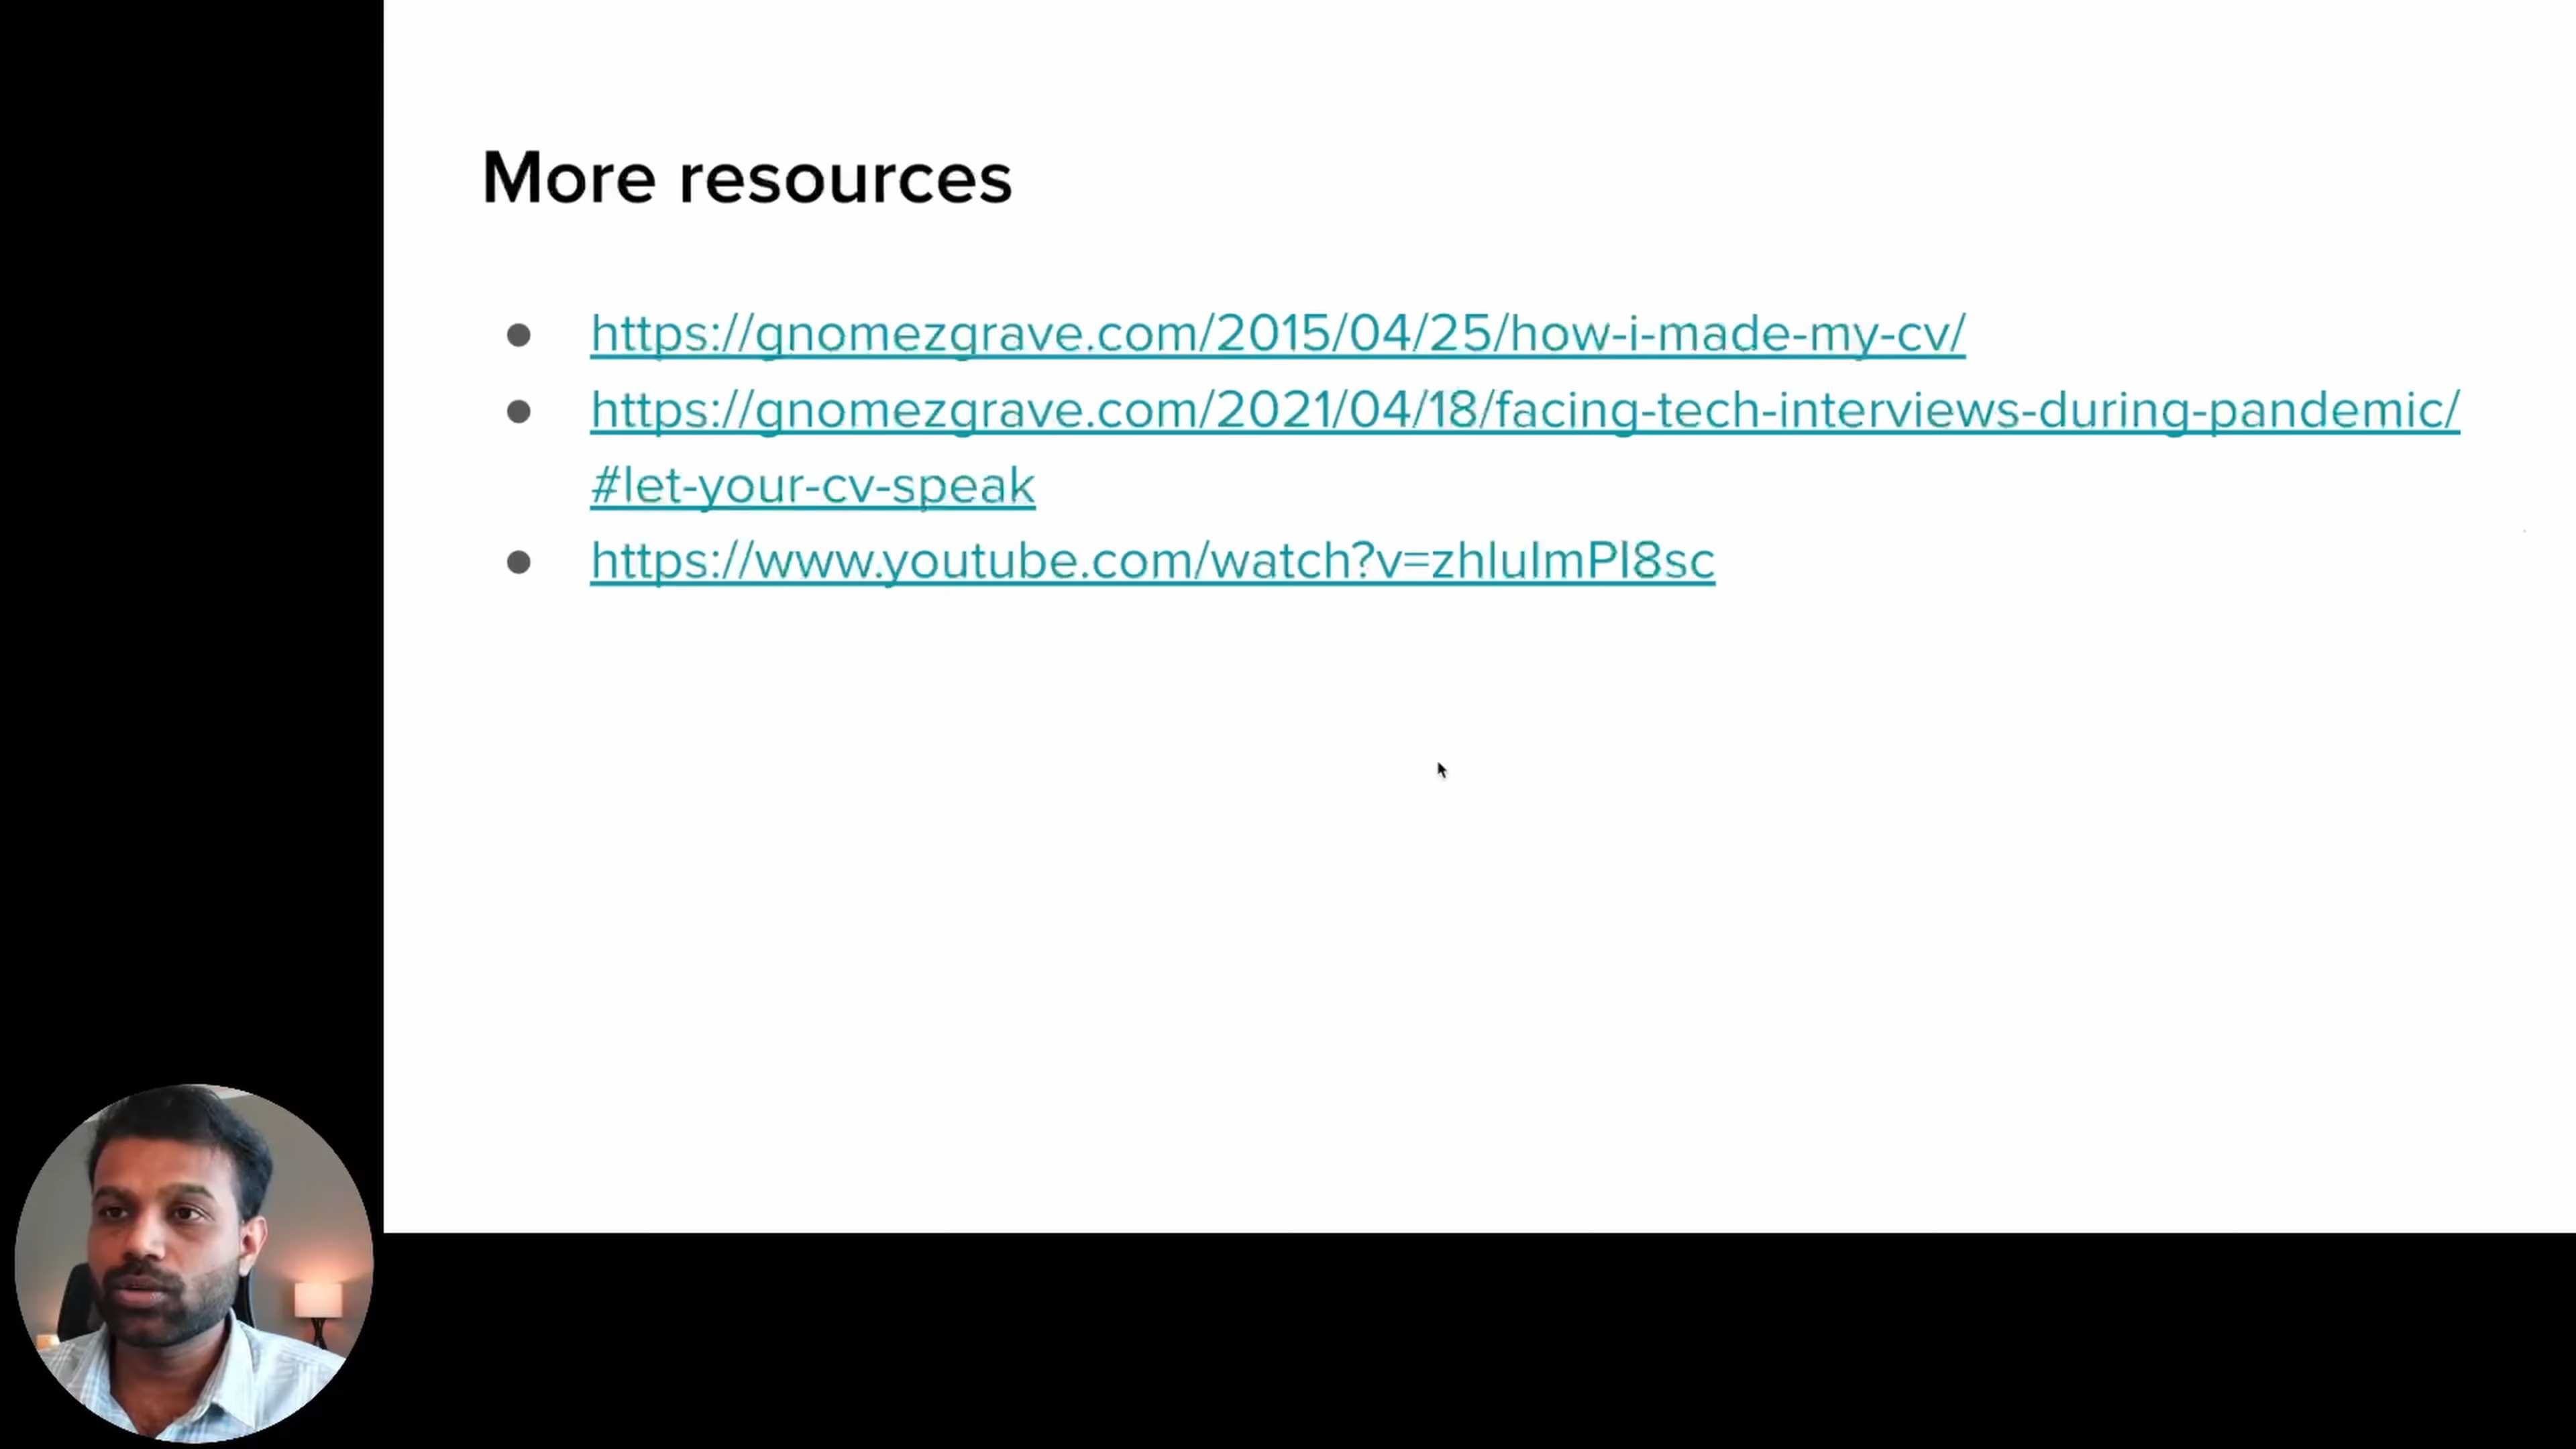 More resources
https://gnomezgrave.com/2015/04/25/how-i-made-my-cv/
https://gnomezgrave.com/2021/04/18/facing-tech-interviews-during-pandemic/
#let-your-cv-speak
https://www.youtube.com/watch?v=zhluImPl8sc